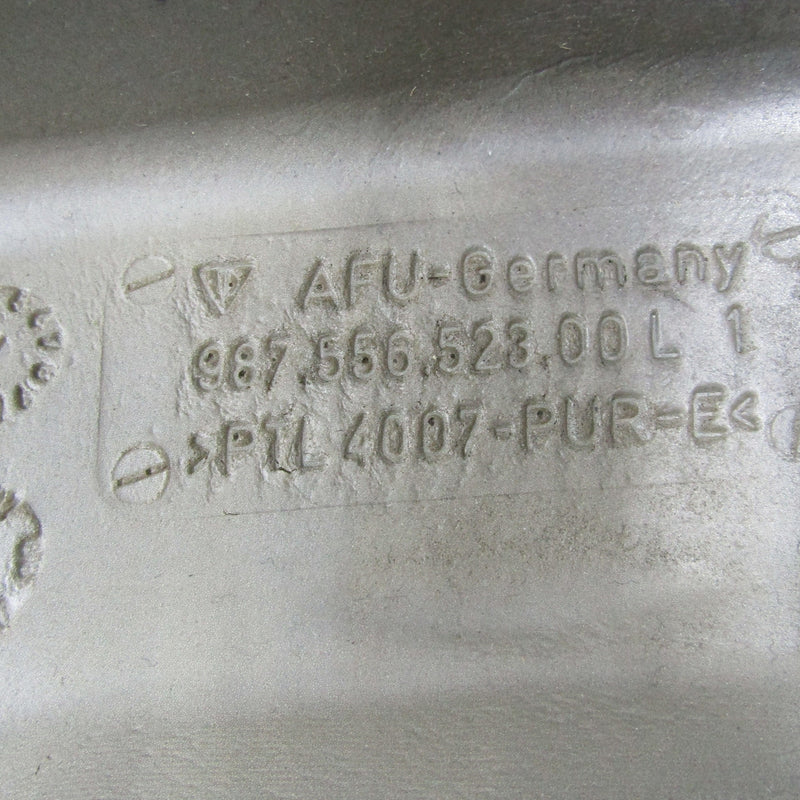 AFU-Germany
987.556.523.00 L 1
>PTL 4007-PUR-E<